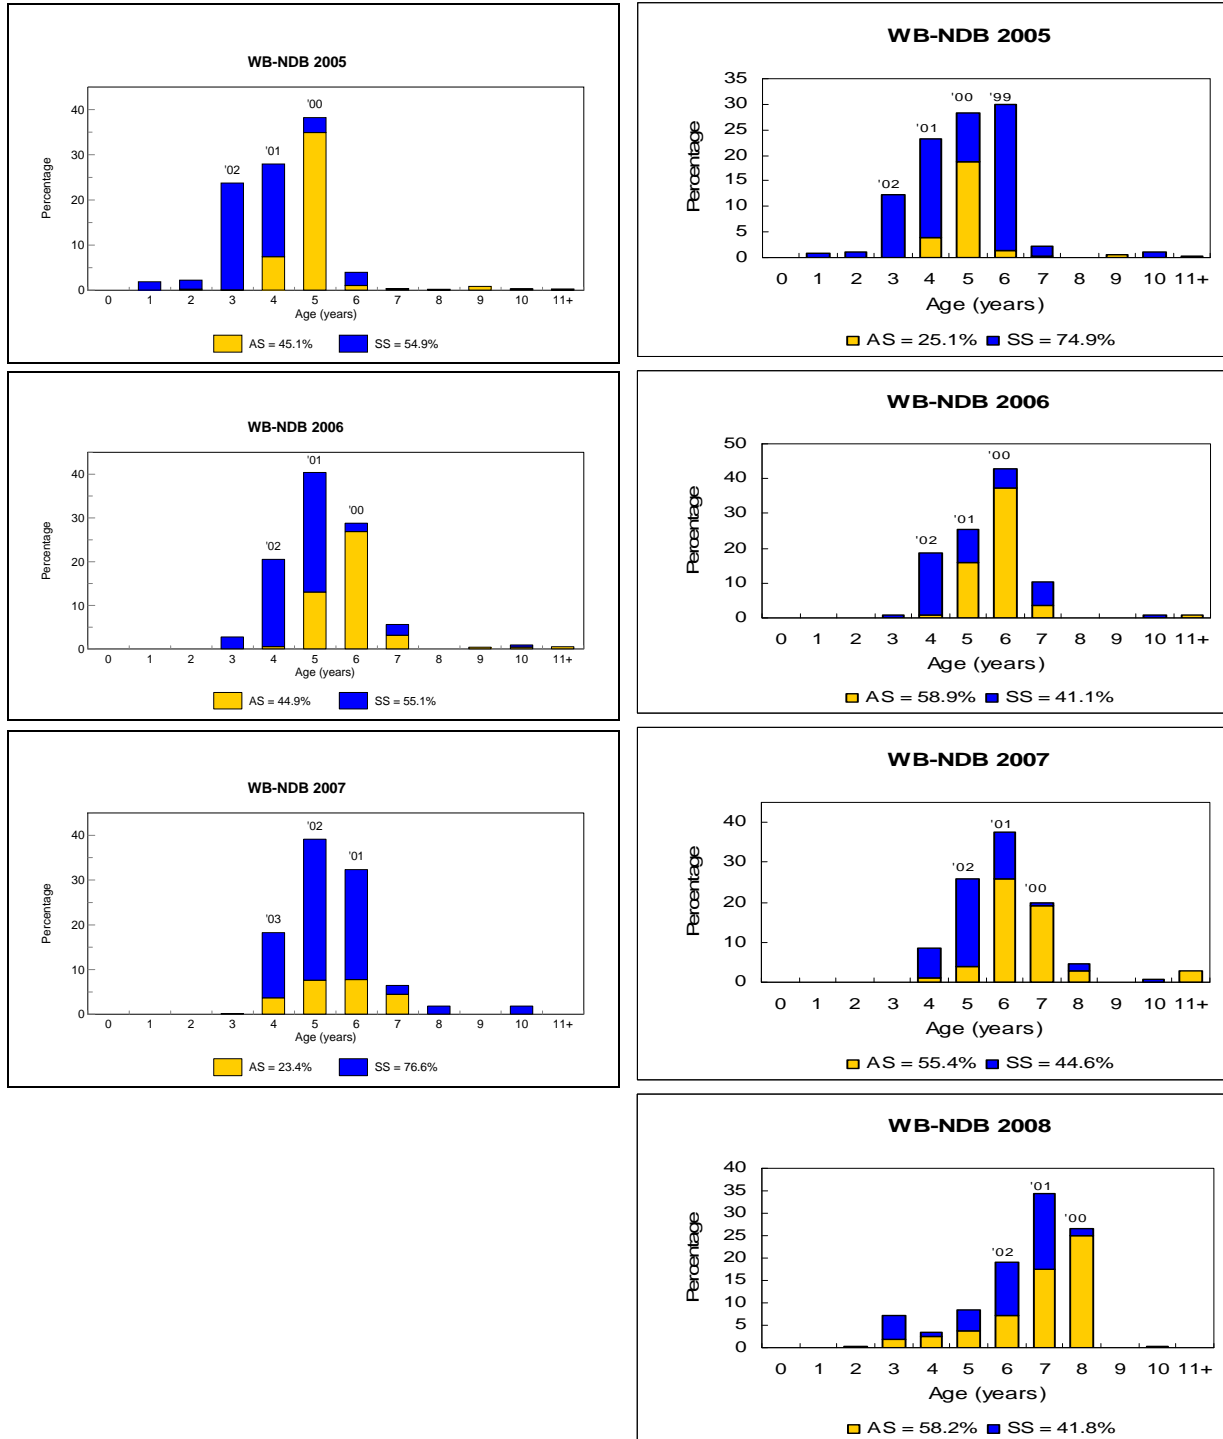 WB-NDB 2005
Percentage
40
30
20
10
0
'02
'01
'00
0 1 2 3 4 5 6 7 8 9 10 11+
Age (years)
AS = 45.1% SS = 54.9%
WB-NDB 2005
Percentage
35
30
25
20
15
10
5
0
'02
'01
'00
'99
0 1 2 3 4 5 6 7 8 9 10 11+
Age (years)
AS = 25.1% SS = 74.9%
WB-NDB 2006
Percentage
40
30
20
10
0
'02
'01
'00
0 1 2 3 4 5 6 7 8 9 10 11+
Age (years)
AS = 44.9% SS = 55.1%
WB-NDB 2006
Percentage
50
40
30
20
10
0
'02
'01
'00
0 1 2 3 4 5 6 7 8 9 10 11+
Age (years)
AS = 58.9% SS = 41.1%
WB-NDB 2007
Percentage
40
30
20
10
0
'03
'02
'01
0 1 2 3 4 5 6 7 8 9 10 11+
Age (years)
AS = 23.4% SS = 76.6%
WB-NDB 2007
Percentage
40
30
20
10
0
'02
'01
'00
0 1 2 3 4 5 6 7 8 9 10 11+
Age (years)
AS = 55.4% SS = 44.6%
WB-NDB 2008
Percentage
40
35
30
25
20
15
10
5
0
'02
'01
'00
0 1 2 3 4 5 6 7 8 9 10 11+
Age (years)
AS = 58.2% SS = 41.8%